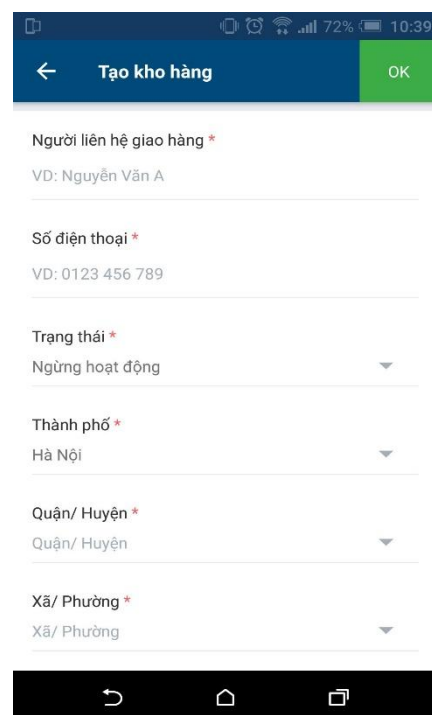 72% 10:39
Tạo kho hàng OK
Người liên hệ giao hàng *
VD: Nguyễn Văn A
Số điện thoại *
VD: 0123 456 789
Trạng thái *
Ngừng hoạt động
Thành phố *
Hà Nội
Quận/ Huyện *
Quận/ Huyện
Xã/ Phường *
Xã/ Phường